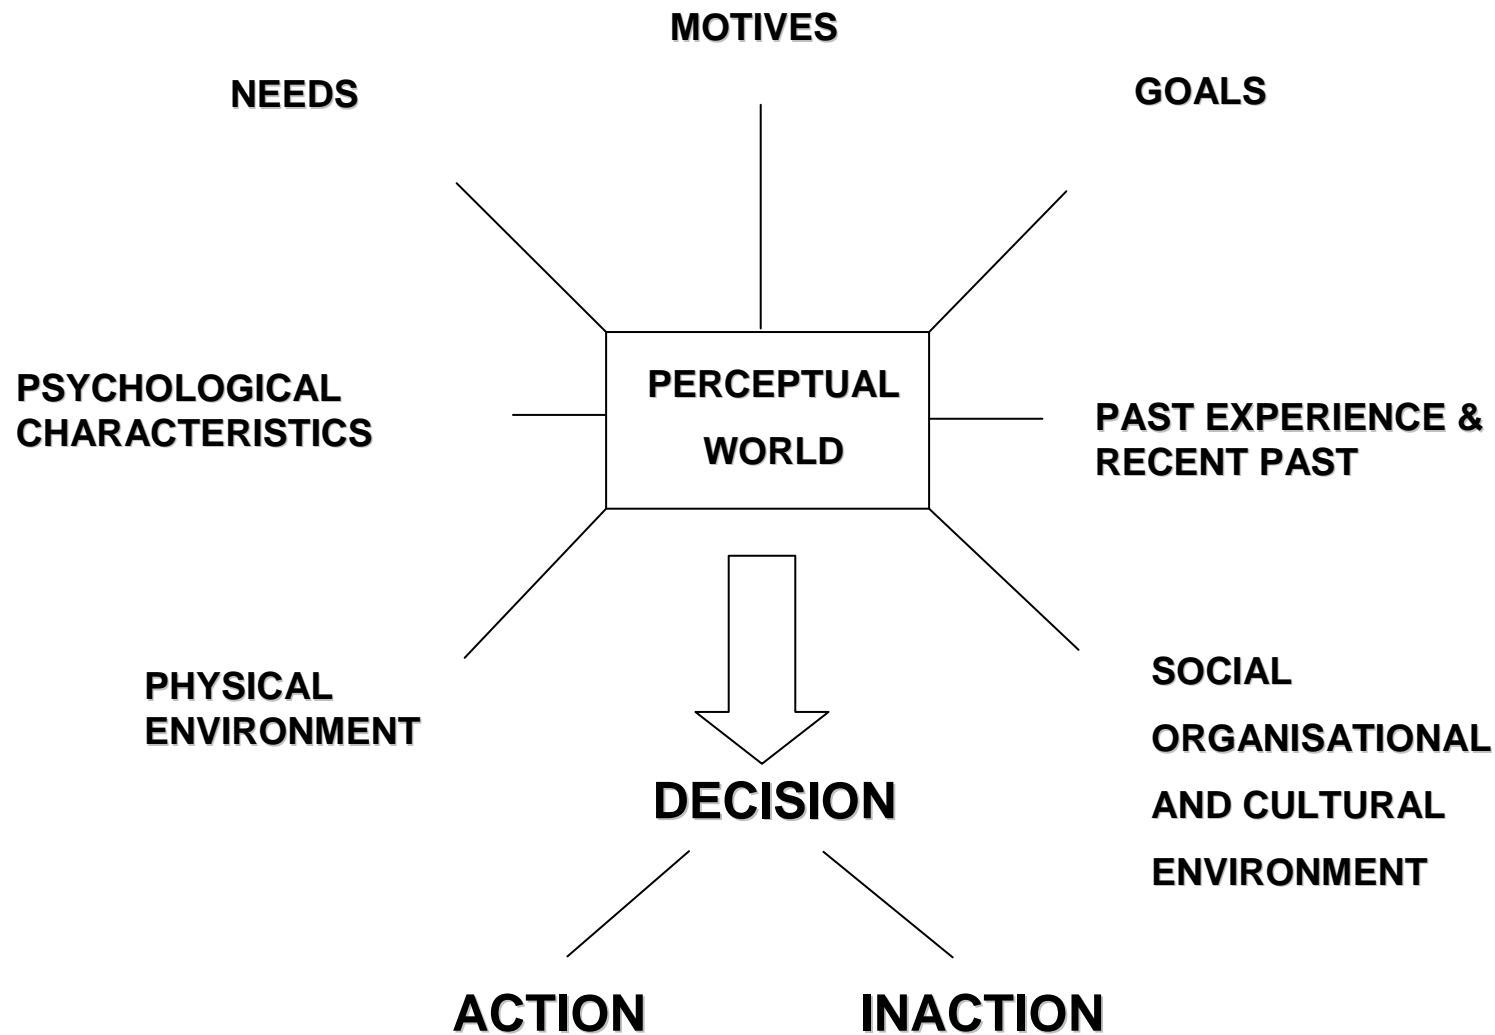 MOTIVES
NEEDS
GOALS
PERCEPTUAL
WORLD
PSYCHOLOGICAL
CHARACTERISTICS
PAST EXPERIENCE &
RECENT PAST
PHYSICAL
ENVIRONMENT
SOCIAL
ORGANISATIONAL
AND CULTURAL
ENVIRONMENT
DECISION
ACTION
INACTION